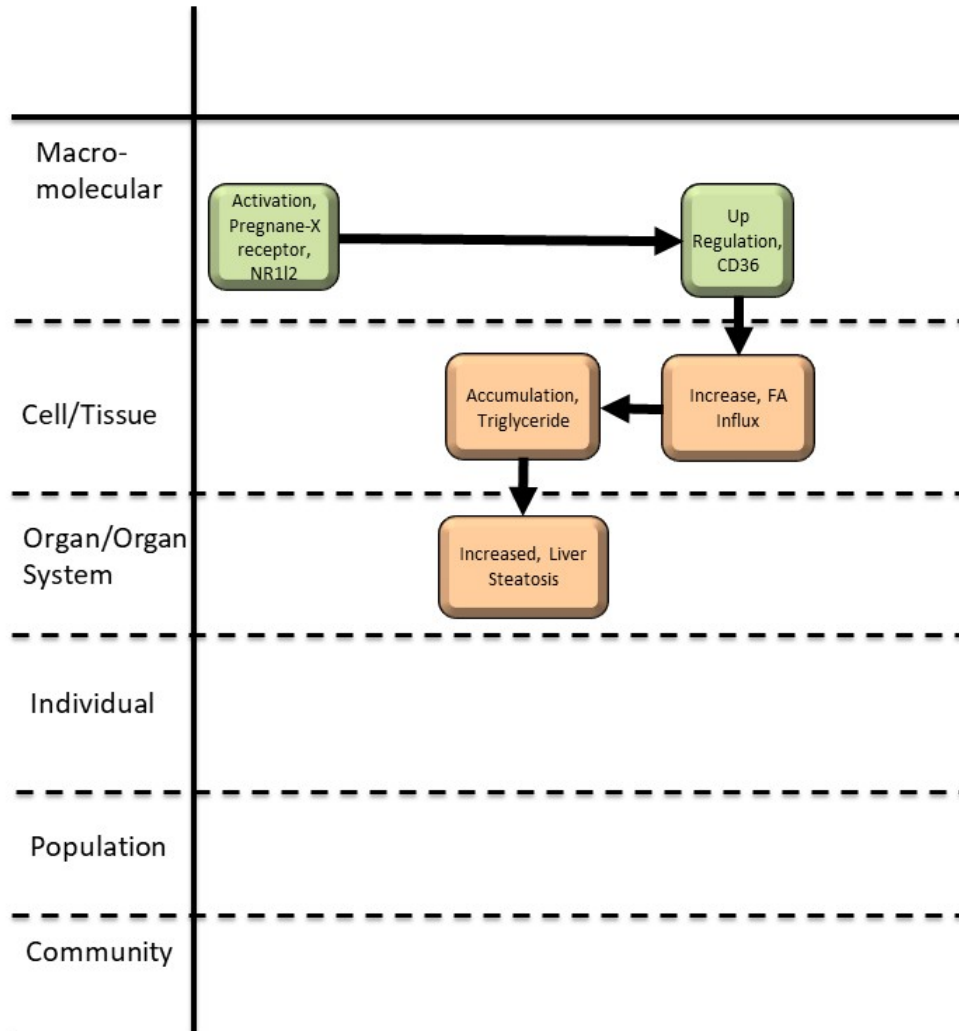 Macro-
molecular
Activation,
Pregnane-X
receptor,
NR1l2
Up
Regulation,
CD36
Cell/Tissue
Accumulation,
Triglyceride
Increase, FA
Influx
Organ/Organ
System
Increased, Liver
Steatosis
Individual
Population
Community